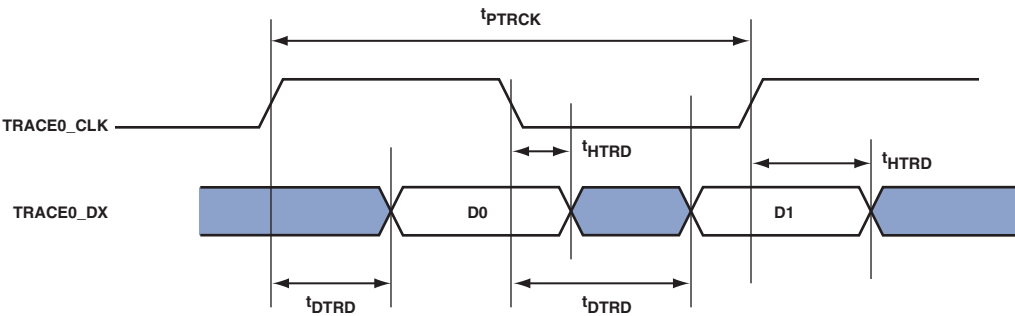 tPTRCK
TRACE0_CLK
tHTRD
tHTRD
TRACE0_DX
D0
D1
tDTRD
tDTRD